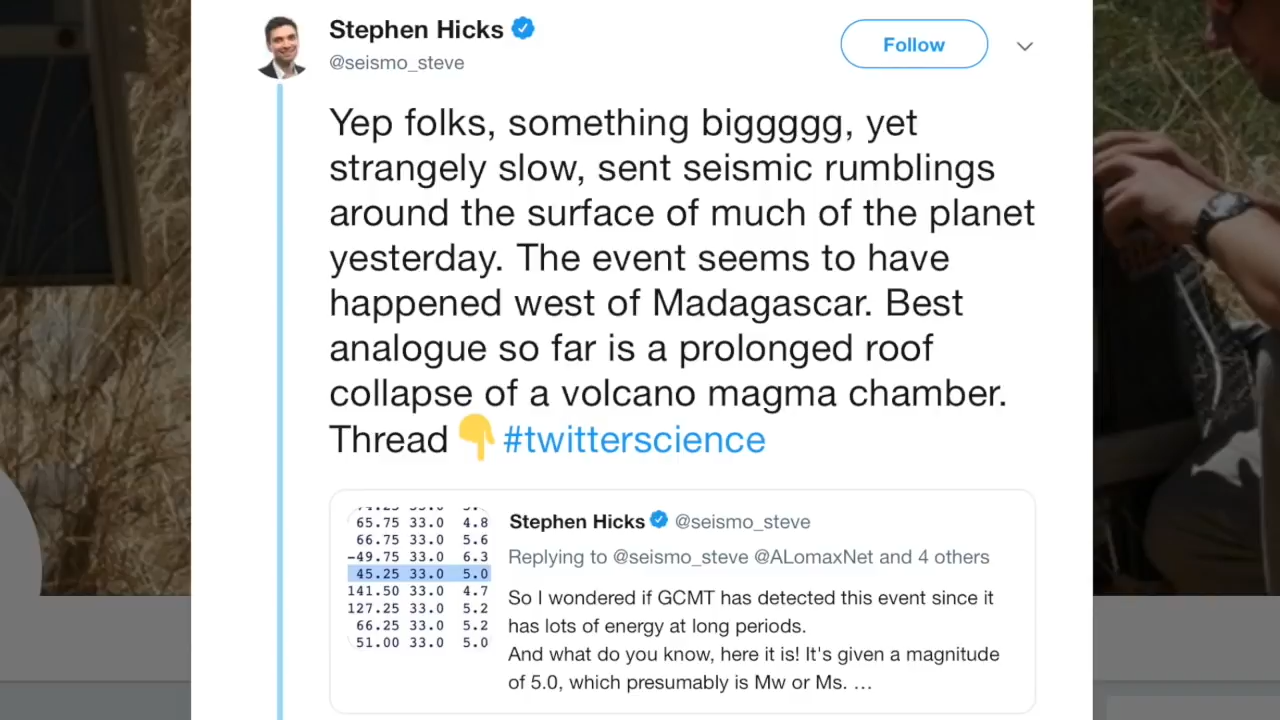 Stephen Hicks
@seismo_steve
Follow
Yep folks, something biggggg, yet
strangely slow, sent seismic rumblings
around the surface of much of the planet
yesterday. The event seems to have
happened west of Madagascar. Best
analogue so far is a prolonged roof
collapse of a volcano magma chamber.
Thread👇 #twitterscience
65.75 33.0 4.8
66.75 33.0 5.6
-49.75 33.0 6.3
45.25 33.0 5.0
141.50 33.0 4.7
127.25 33.0 5.2
66.25 33.0 5.2
51.00 33.0 5.0
Stephen Hicks @seismo_steve
Replying to @seismo_steve @ALomaxNet and 4 others
So I wondered if GCMT has detected this event since it
has lots of energy at long periods.
And what do you know, here it is! It's given a magnitude
of 5.0, which presumably is Mw or Ms. …